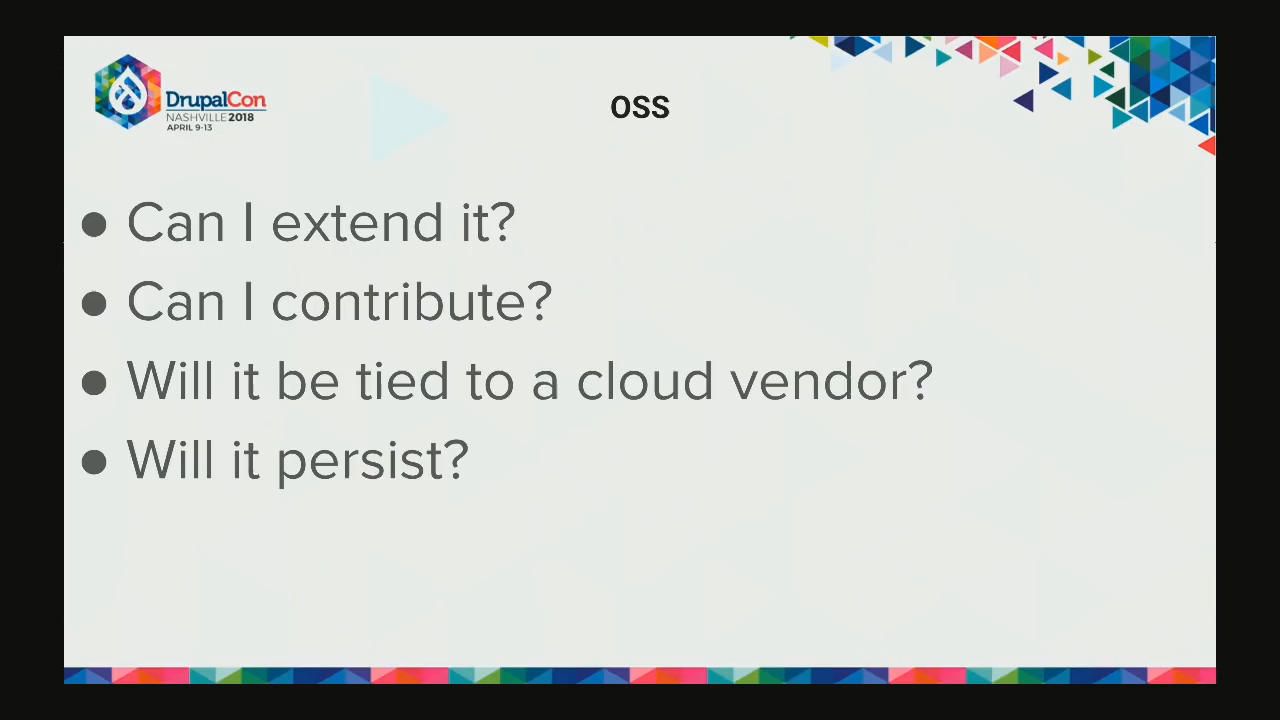 DrupalCon
NASHVILLE 2018
APRIL 9-13
OSS
● Can I extend it?
● Can I contribute?
● Will it be tied to a cloud vendor?
● Will it persist?